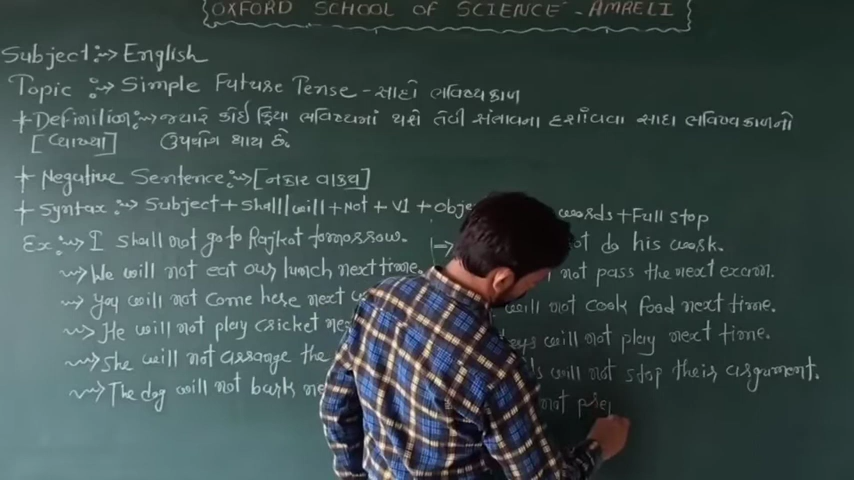 OXFORD SCHOOL OF SCIENCE - AMRELI
Subject :→ English
Topic :→ Simple Future Tense - સાદો ભવિષ્યકાળ
+ Definition :→ જ્યારે કોઈ ક્રિયા ભવિષ્યમાં થશે તેવી સંભાવના દર્શાવવા સાદા ભવિષ્યકાળનો
[વ્યાખ્યા] ઉપયોગ થાય છે.
+ Negative Sentence :→ [નકાર વાક્ય]
+ Syntax :→ Subject + Shall/will + Not + V1 + Obje words + Full stop
Ex :→ I shall not go to Rajkot tomorrow.
→ We will not eat our lunch next time.
→ You will not come here next
→ He will not play cricket ne
→ She will not arrange the
→ The dog will not bark ne
do his work.
not pass the next exam.
will not cook food next time.
will not play next time.
will not stop their argument.
not prep